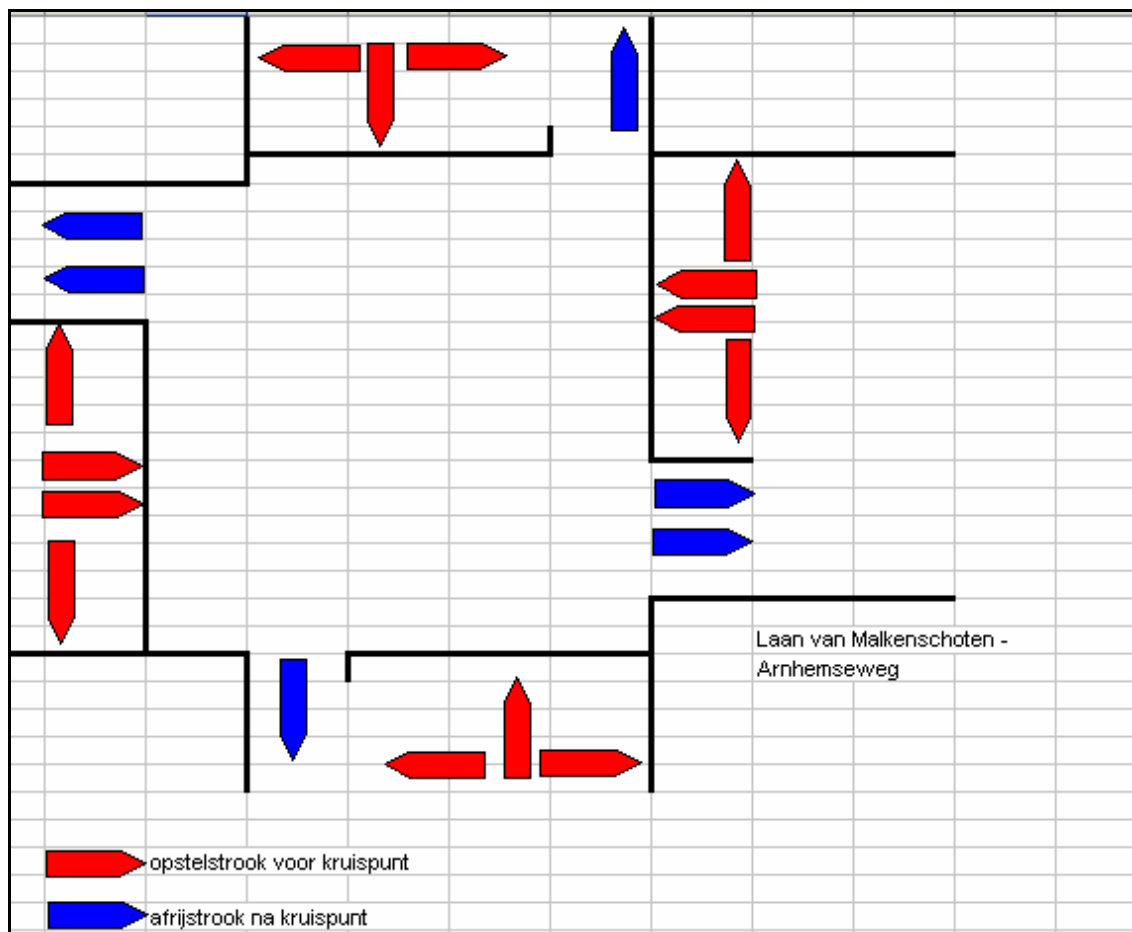 Laan van Malkenschoten -
Arnhemseweg
opstelstrook voor kruispunt
afrijstrook na kruispunt